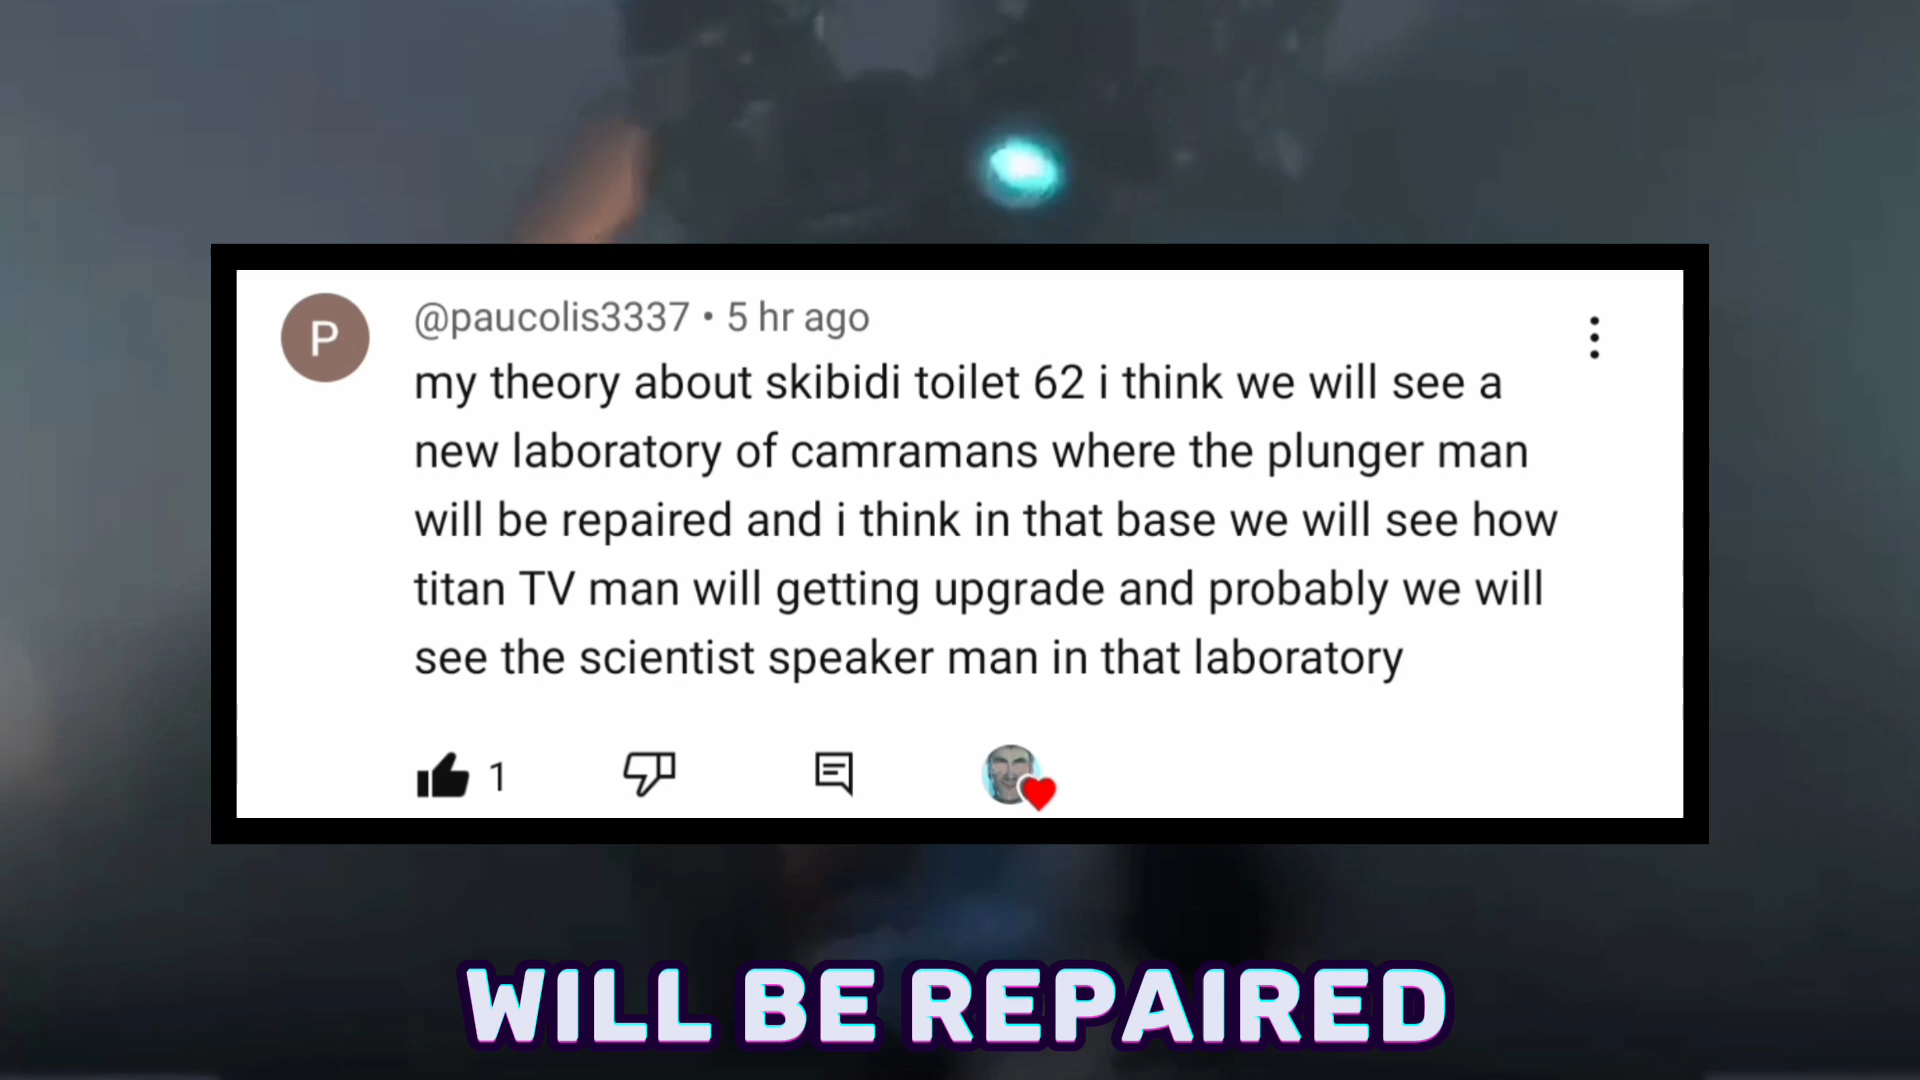 P
@paucolis3337 • 5 hr ago
my theory about skibidi toilet 62 i think we will see a
new laboratory of camramans where the plunger man
will be repaired and i think in that base we will see how
titan TV man will getting upgrade and probably we will
see the scientist speaker man in that laboratory
1
WILL BE REPAIRED